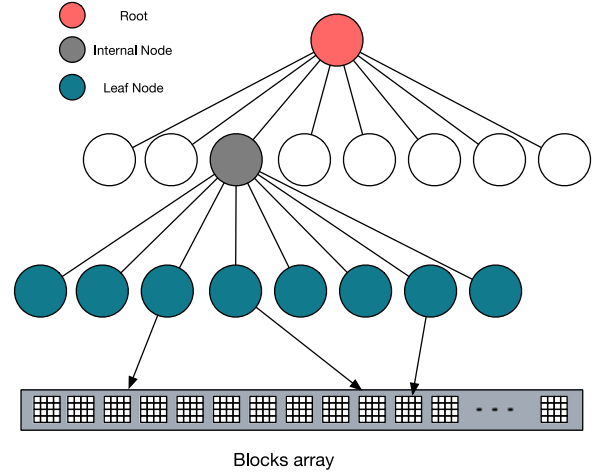 Root
Internal Node
Leaf Node
- - -
Blocks array